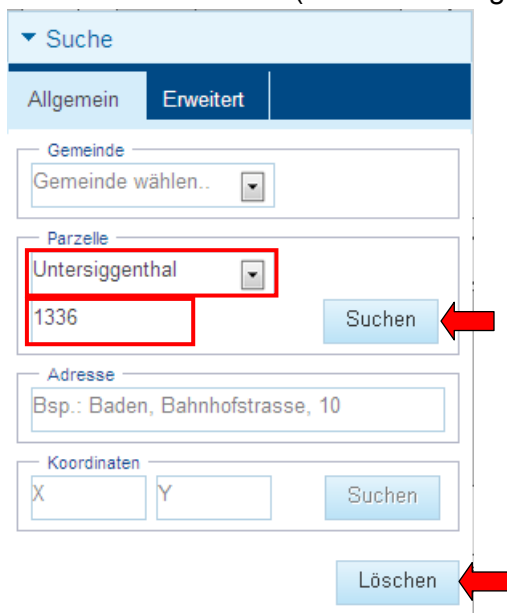 Suche
Allgemein Erweitert
Gemeinde
Gemeinde wählen..
Parzelle
Untersiggenthal
1336 Suchen
Adresse
Bsp.: Baden, Bahnhofstrasse, 10
Koordinaten
X Y Suchen
Löschen